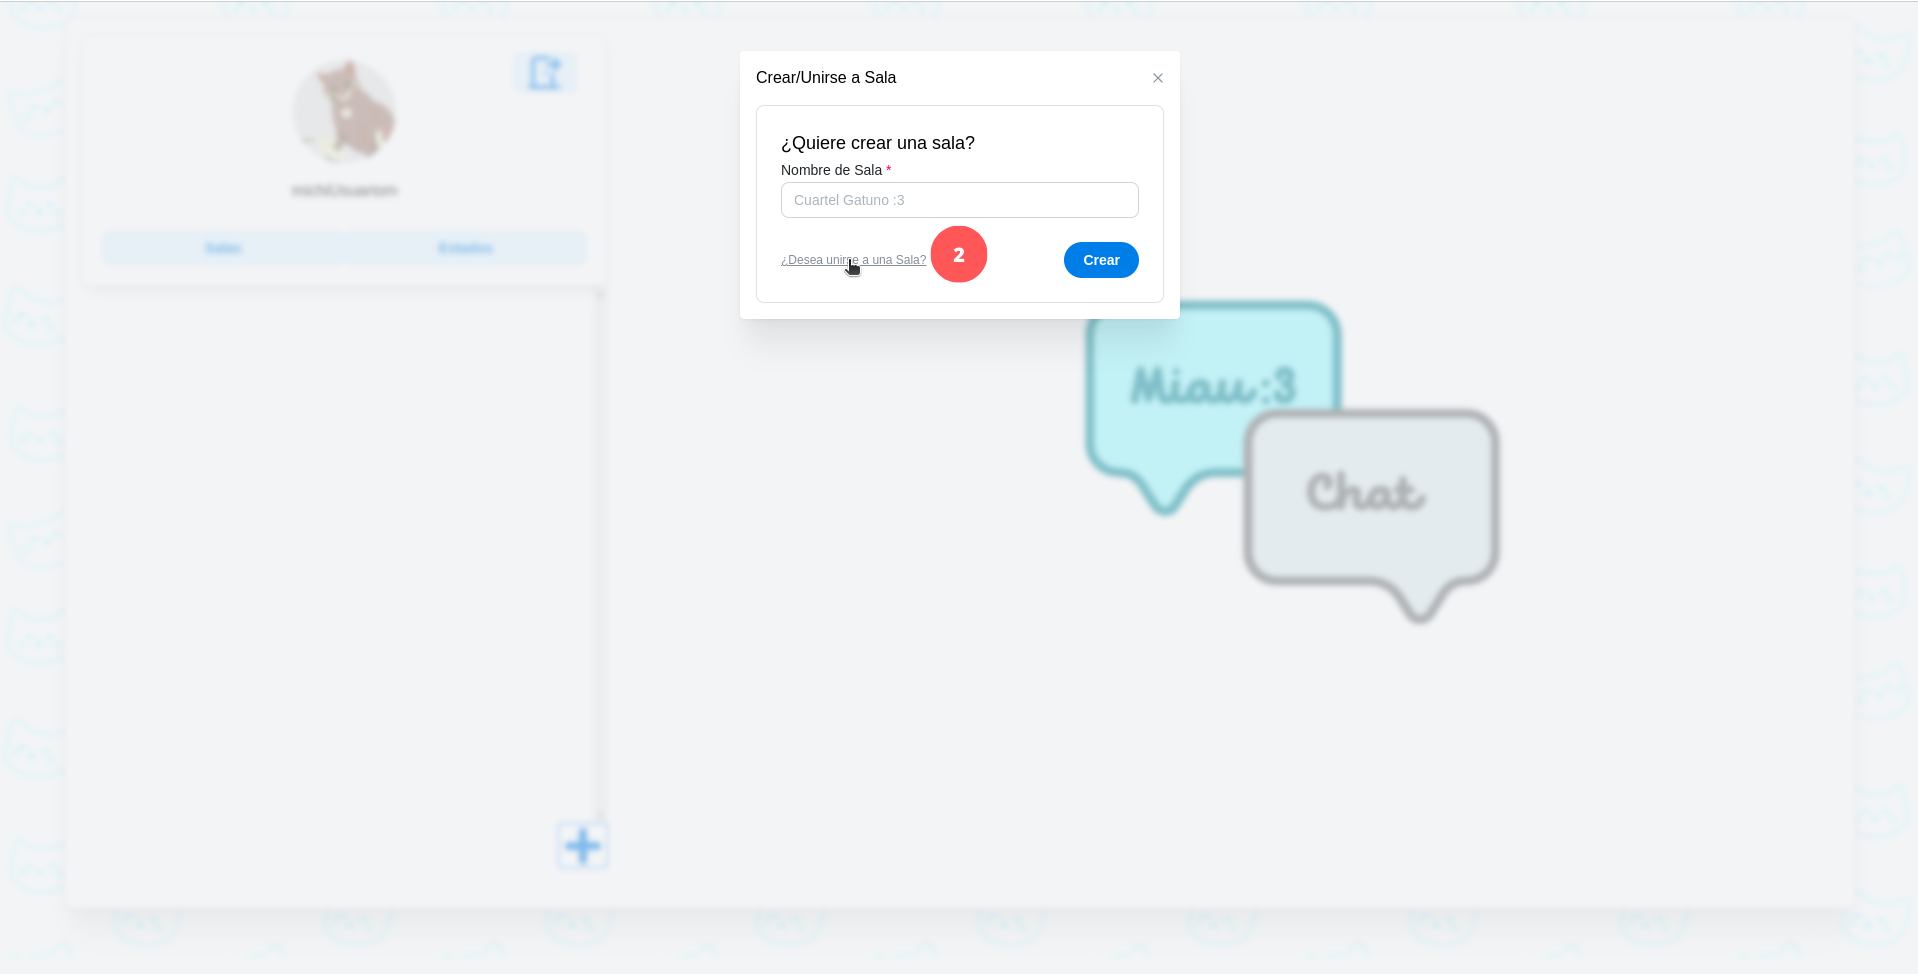 Crear/Unirse a Sala
¿Quiere crear una sala?
Nombre de Sala *
Cuartel Gatuno :3
¿Desea unirse a una Sala?
2
Crear
Salas
Estados
Miau :3
Chat